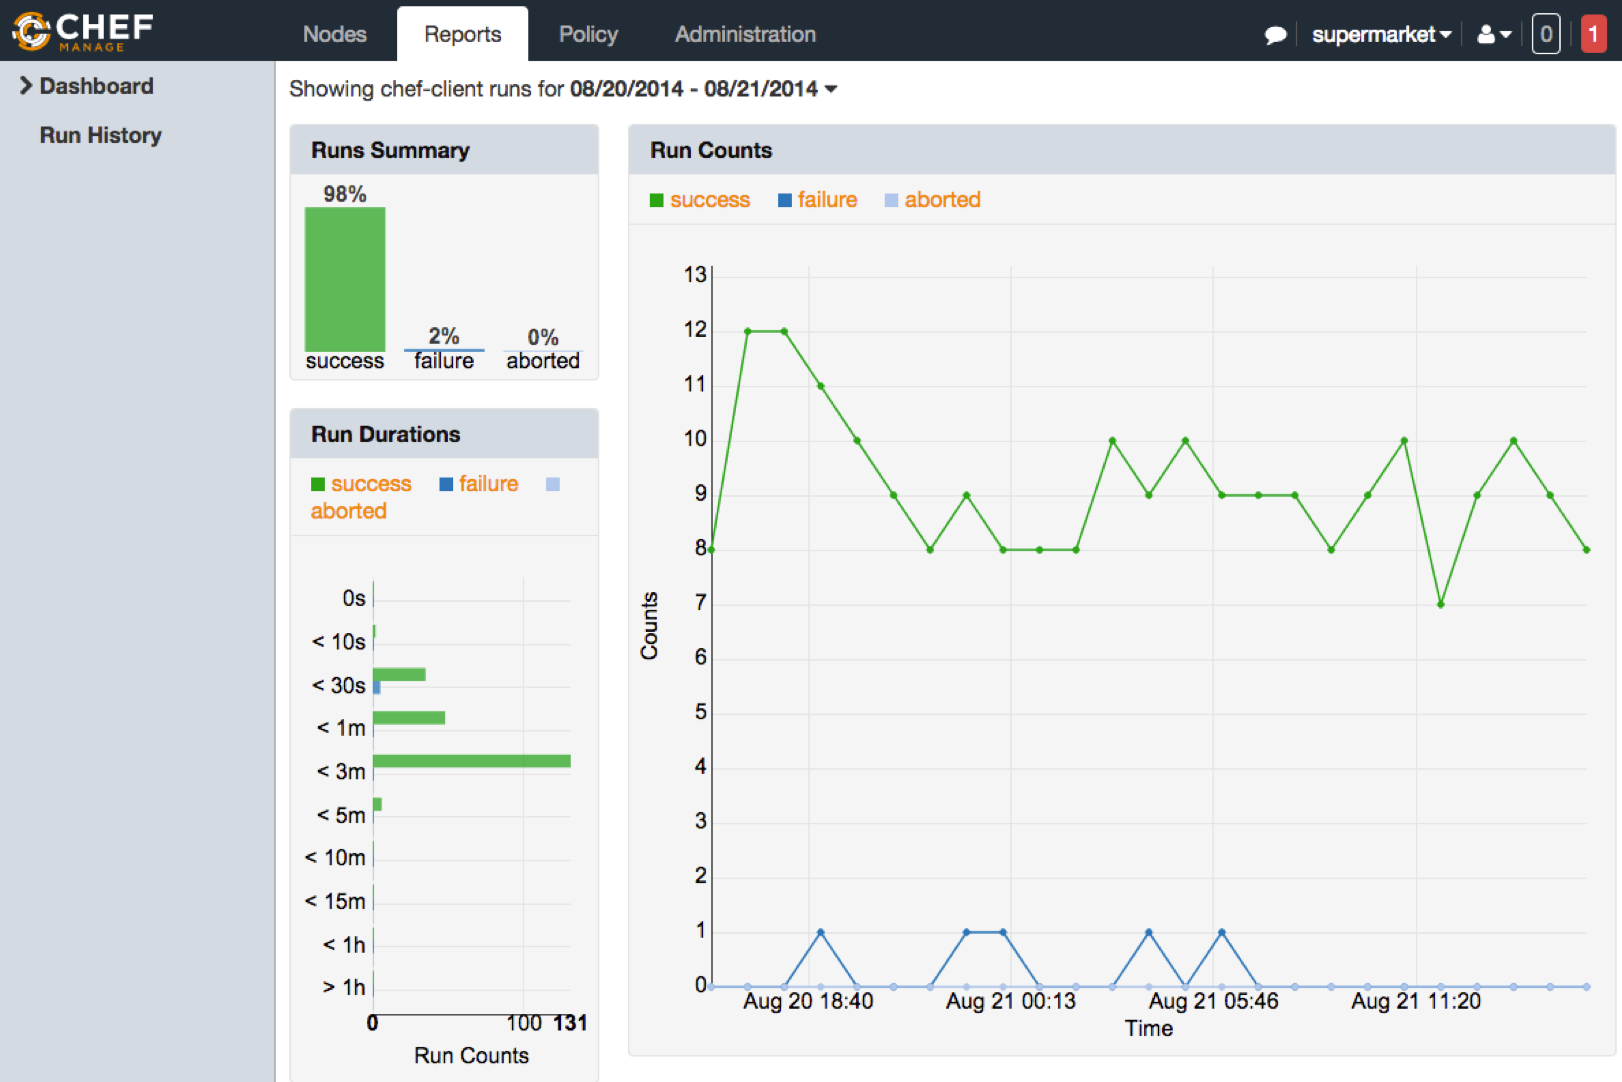 CHEF
MANAGE
Nodes Reports Policy Administration supermarket 0 1
Dashboard
Run History
Showing chef-client runs for 08/20/2014 - 08/21/2014
Runs Summary
98%
2%
0%
success failure aborted
Run Durations
success failure
aborted
0s
< 10s
< 30s
< 1m
< 3m
< 5m
< 10m
< 15m
< 1h
> 1h
0 100 131
Run Counts
Run Counts
success failure aborted
13
12
11
10
9
8
7
6
5
4
3
2
1
0
Counts
Aug 20 18:40 Aug 21 00:13 Aug 21 05:46 Aug 21 11:20
Time